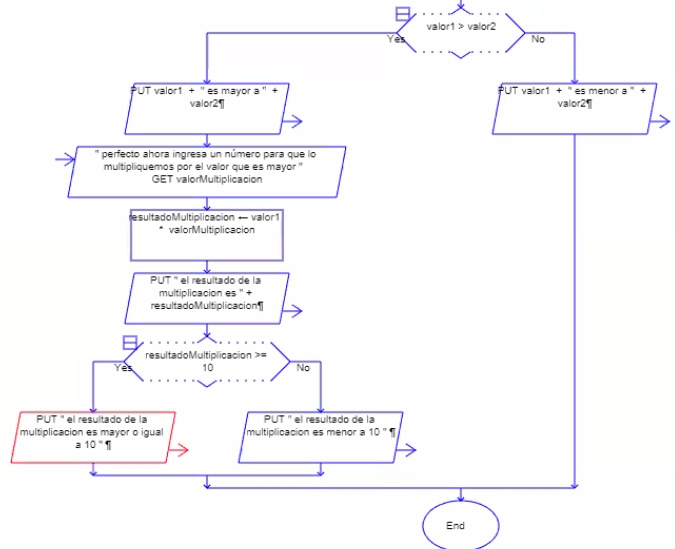 valor1 > valor2
Yes
No
PUT valor1 + " es mayor a " +
valor2¶
PUT valor1 + " es menor a " +
valor2¶
" perfecto ahora ingresa un número para que lo
multipliquemos por el valor que es mayor "
GET valorMultiplicacion
resultadoMultiplicacion ← valor1
* valorMultiplicacion
PUT " el resultado de la
multiplicacion es " +
resultadoMultiplicacion¶
resultadoMultiplicacion >=
10
Yes
No
PUT " el resultado de la
multiplicacion es mayor o igual
a 10 " ¶
PUT " el resultado de la
multiplicacion es menor a 10 " ¶
End